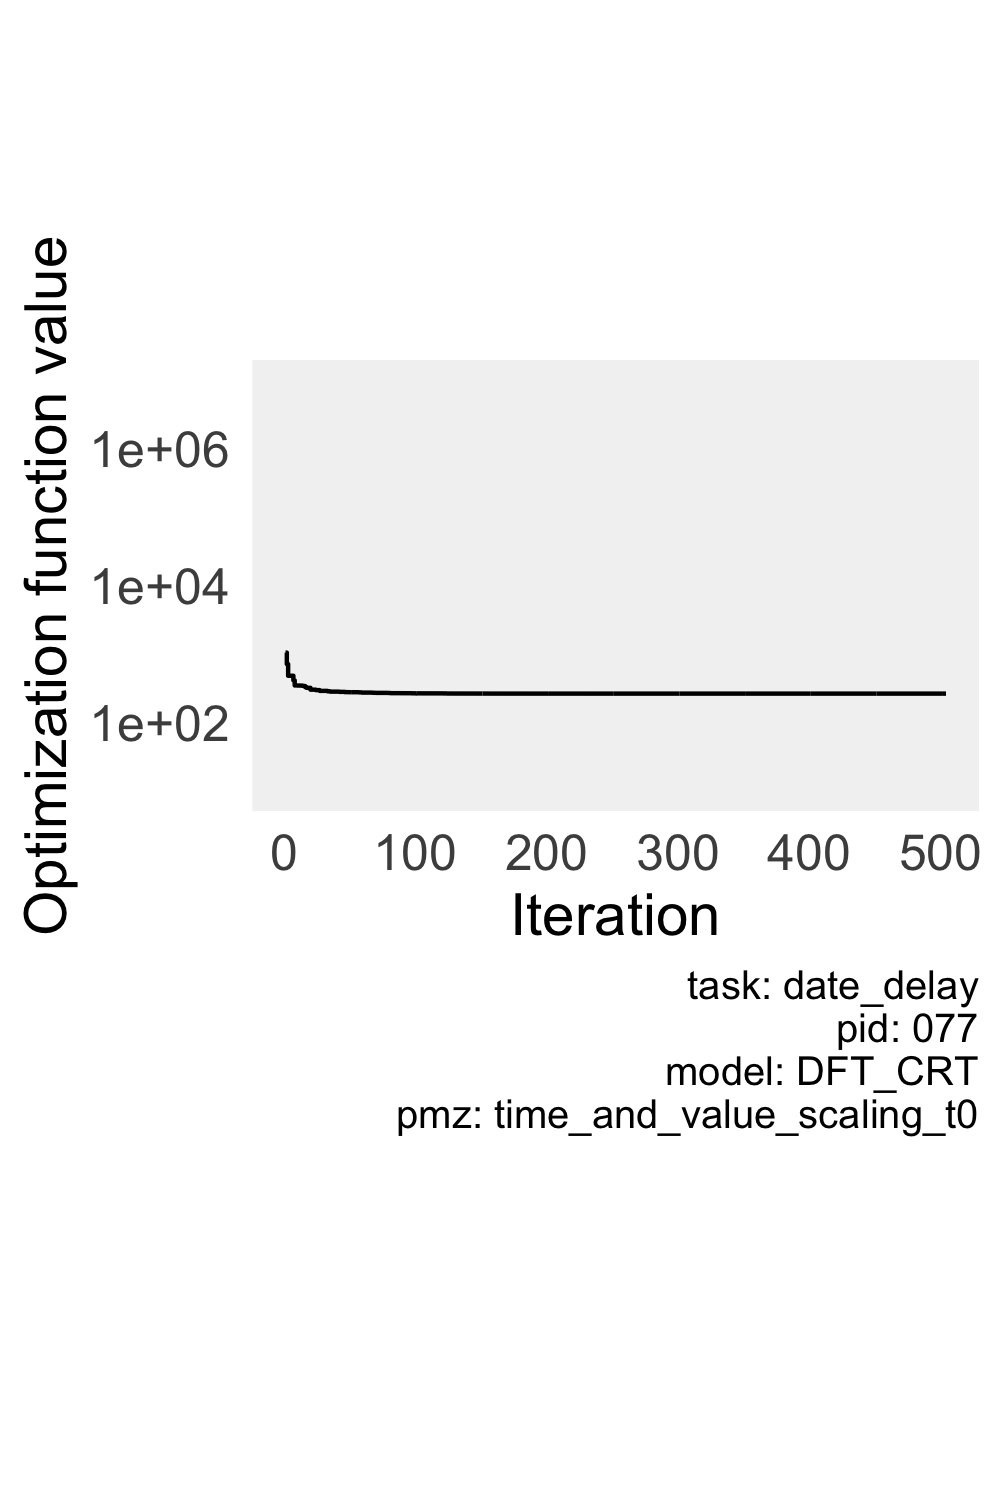 Optimization function value
1e+06
1e+04
1e+02
0 100 200 300 400 500
Iteration
task: date_delay
pid: 077
model: DFT_CRT
pmz: time_and_value_scaling_t0